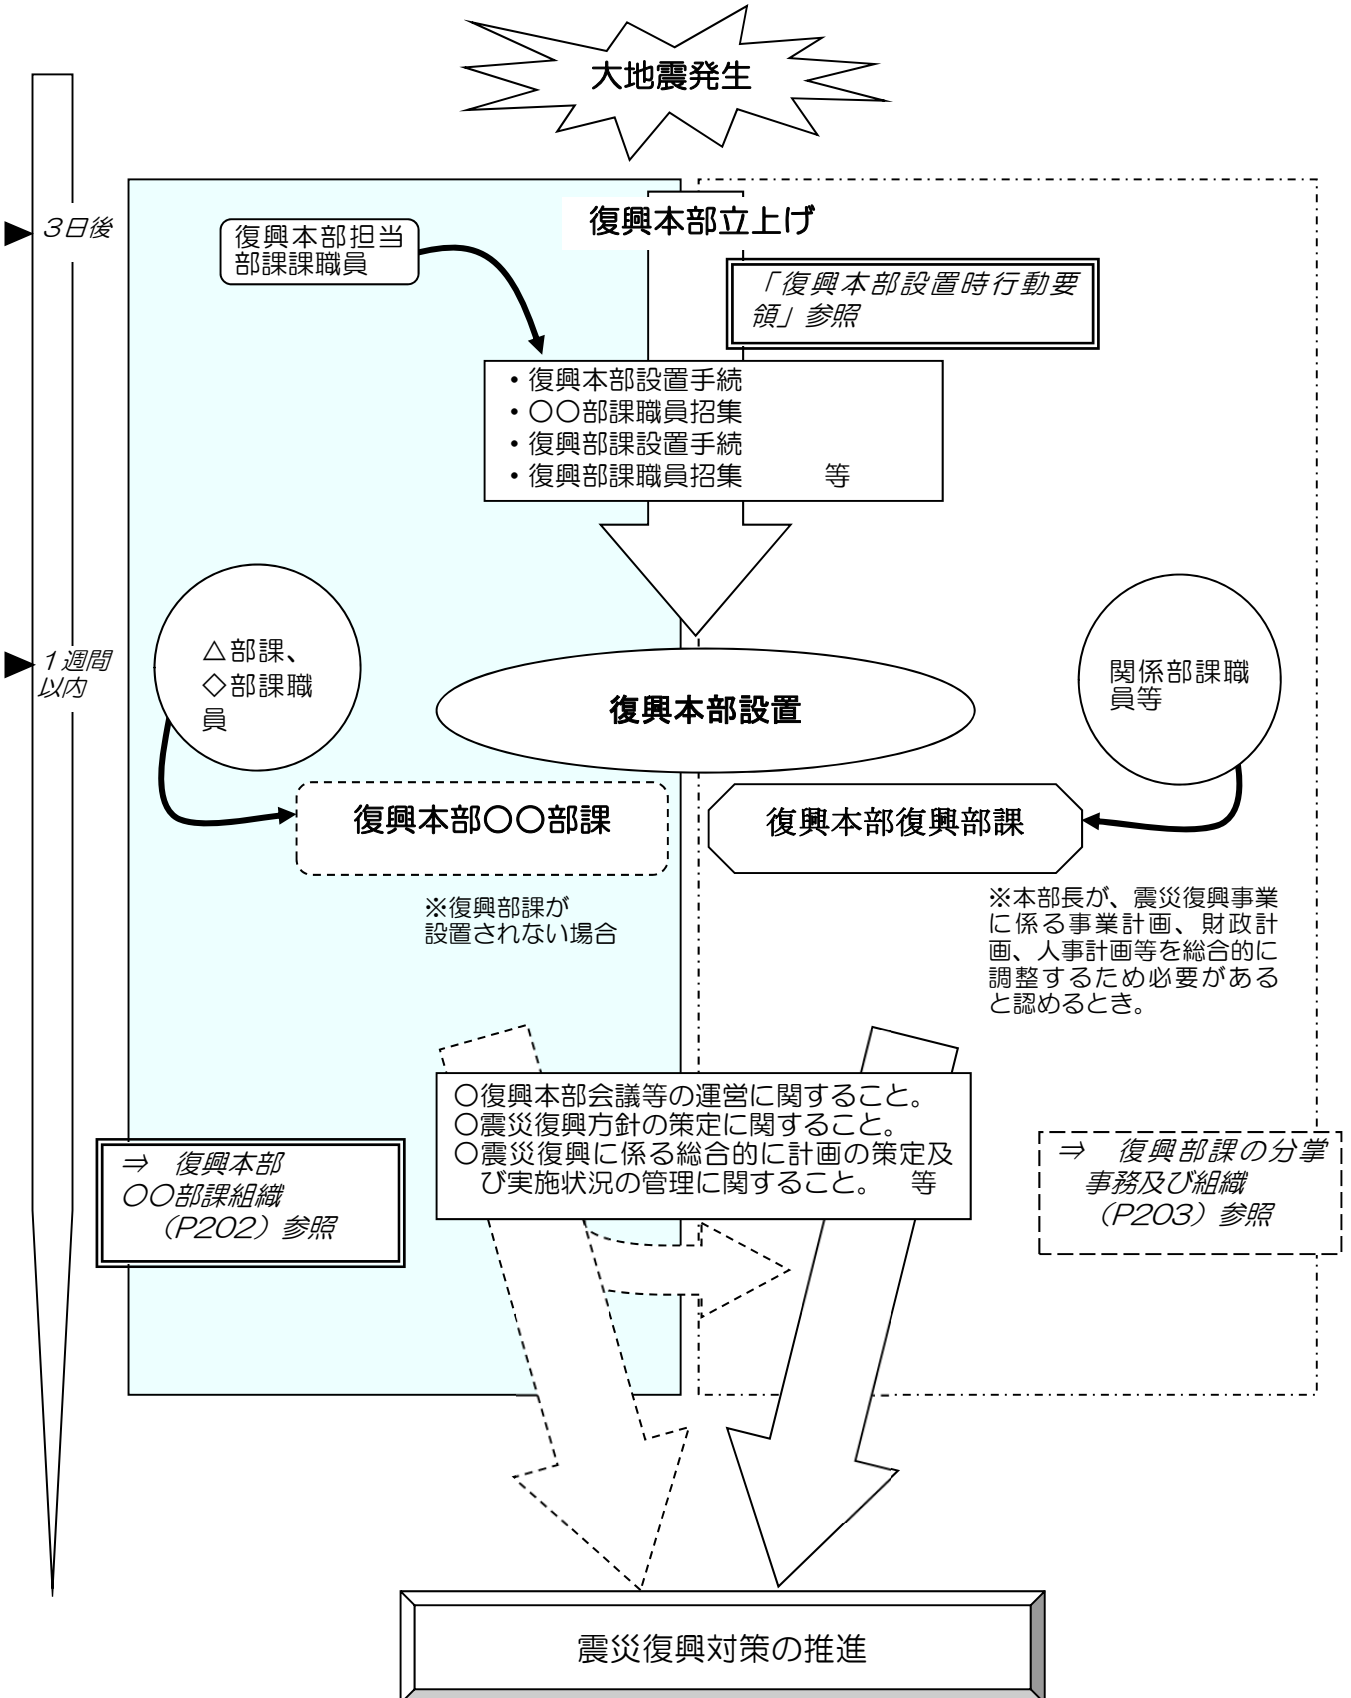 大地震発生
３日後
復興本部立上げ
復興本部担当
部課課職員
「復興本部設置時行動要
領」参照
・復興本部設置手続
・〇〇部課職員招集
・復興部課設置手続
・復興部課職員招集　　　等
１週間
以内
△部課、
◇部課職
員
関係部課職
員等
復興本部設置
復興本部〇〇部課
復興本部復興部課
※復興部課が
設置されない場合
※本部長が、震災復興事業
に係る事業計画、財政計
画、人事計画等を総合的に
調整するため必要がある
と認めるとき。
〇復興本部会議等の運営に関すること。
〇震災復興方針の策定に関すること。
〇震災復興に係る総合的に計画の策定及
び実施状況の管理に関すること。　等
⇒　復興本部
〇〇部課組織
（P202）参照
⇒　復興部課の分掌
事務及び組織
（P203）参照
震災復興対策の推進